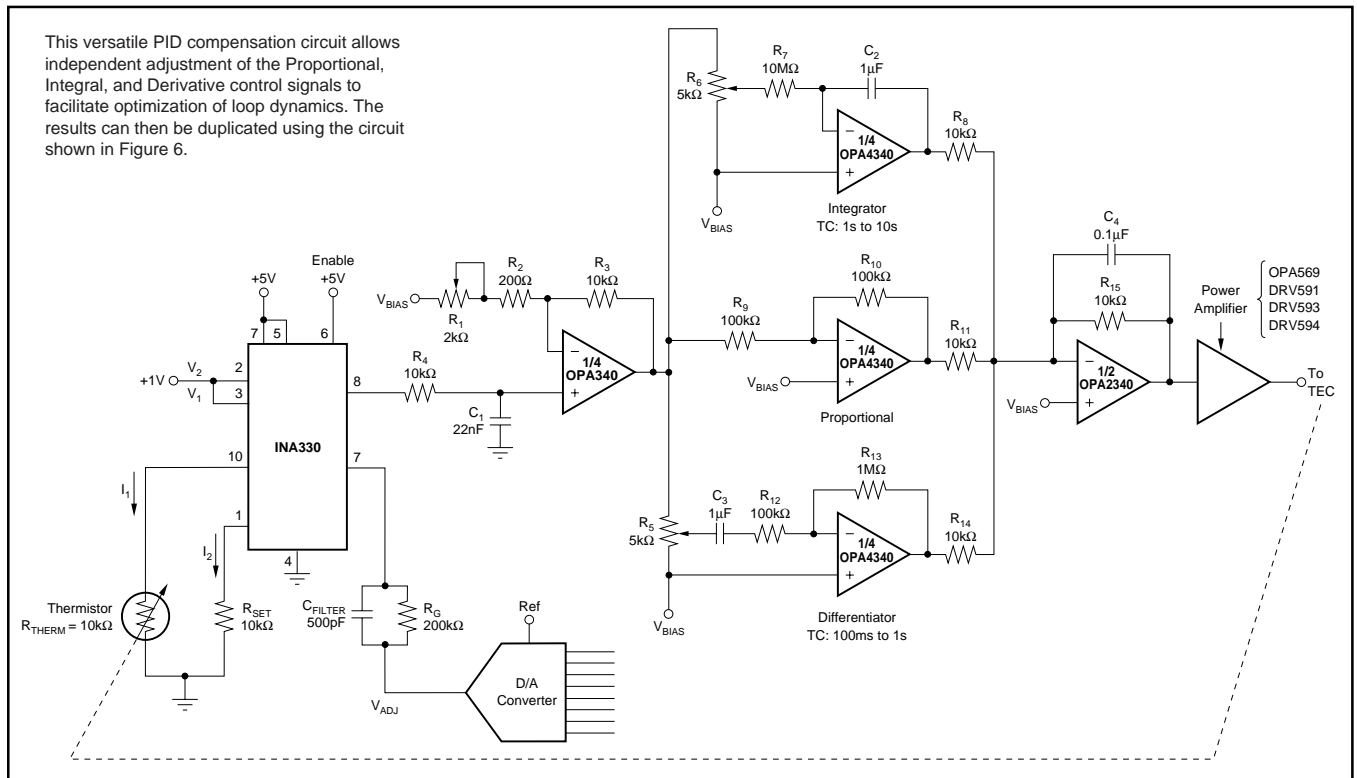 This versatile PID compensation circuit allows
independent adjustment of the Proportional,
Integral, and Derivative control signals to
facilitate optimization of loop dynamics. The
results can then be duplicated using the circuit
shown in Figure 6.
R6
5kΩ
R7
10MΩ
C2
1μF
−
+
1/4
OPA4340
R8
10kΩ
VBIAS
Integrator
TC: 1s to 10s
+5V
Enable
+5V
7
5
6
+1V
V2
V1
2
3
INA330
8
10
7
1
4
VBIAS
R1
2kΩ
R2
200Ω
R3
10kΩ
R4
10kΩ
C1
22nF
−
+
1/4
OPA340
R9
100kΩ
R10
100kΩ
−
+
1/4
OPA4340
R11
10kΩ
VBIAS
Proportional
C4
0.1μF
R15
10kΩ
−
+
1/2
OPA2340
VBIAS
Power
Amplifier
OPA569
DRV591
DRV593
DRV594
To
TEC
R5
5kΩ
C3
1μF
R12
100kΩ
R13
1MΩ
−
+
1/4
OPA4340
R14
10kΩ
VBIAS
Differentiator
TC: 100ms to 1s
I1
I2
Thermistor
RTHERM = 10kΩ
RSET
10kΩ
CFILTER
500pF
RG
200kΩ
VADJ
Ref
D/A
Converter